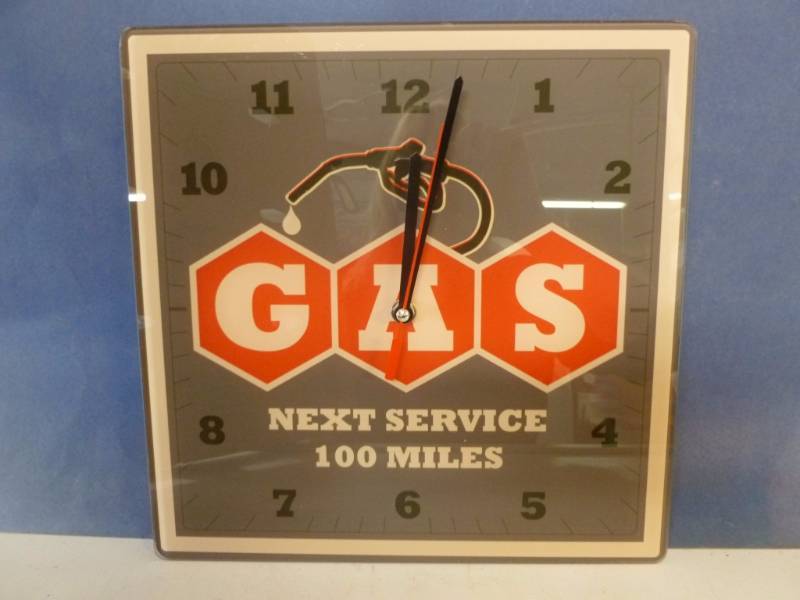 11 12 1
10 2
GAS
NEXT SERVICE
100 MILES
8 4
7 6 5